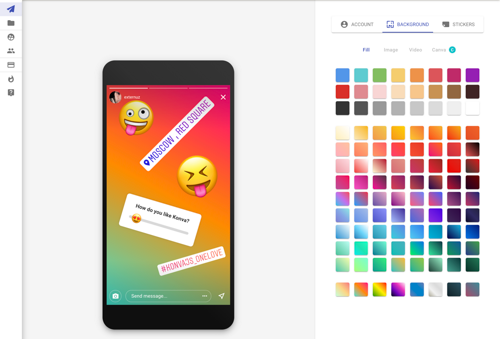 ACCOUNT
BACKGROUND
STICKERS
Fill
Image
Video
Canva
C
MOSCOW, RED SQUARE
How do you like Konva?
#KONVAJS_ONELOVE
Send message...